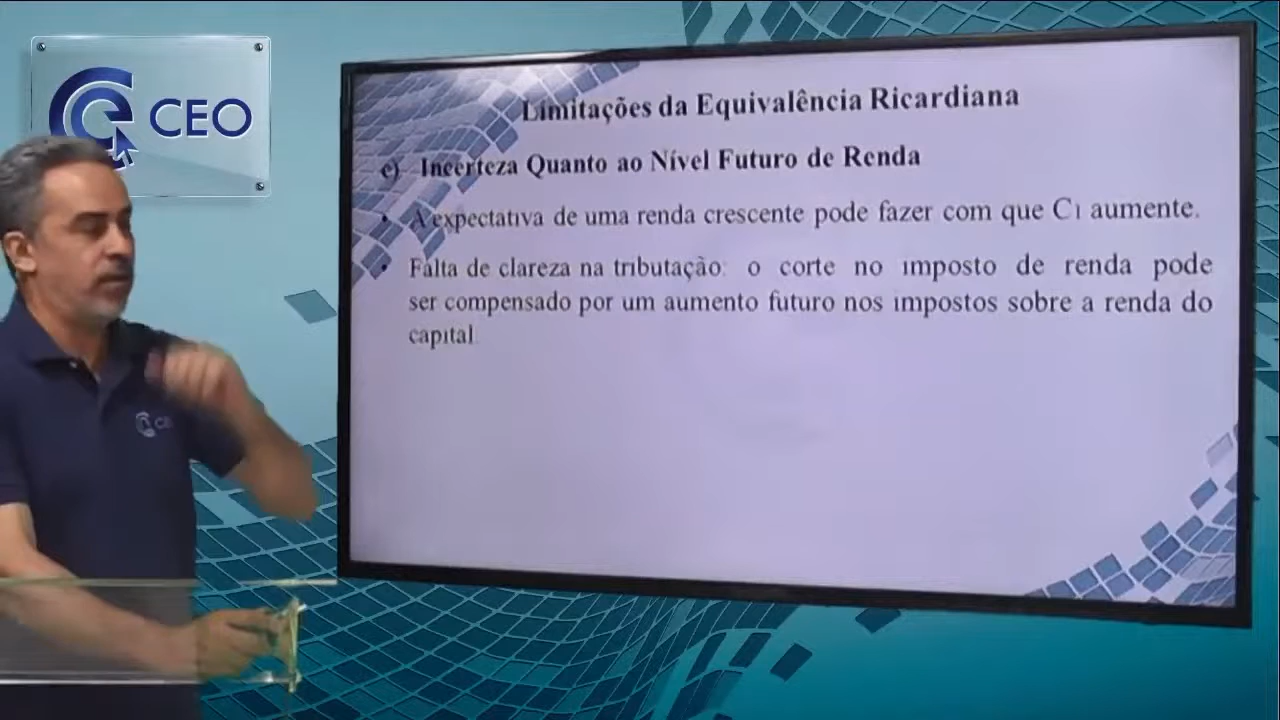 CEO
Limitações da Equivalência Ricardiana
e) Incerteza Quanto ao Nível Futuro de Renda
• A expectativa de uma renda crescente pode fazer com que C1 aumente.
• Falta de clareza na tributação: o corte no imposto de renda pode
ser compensado por um aumento futuro nos impostos sobre a renda do
capital.
CEO